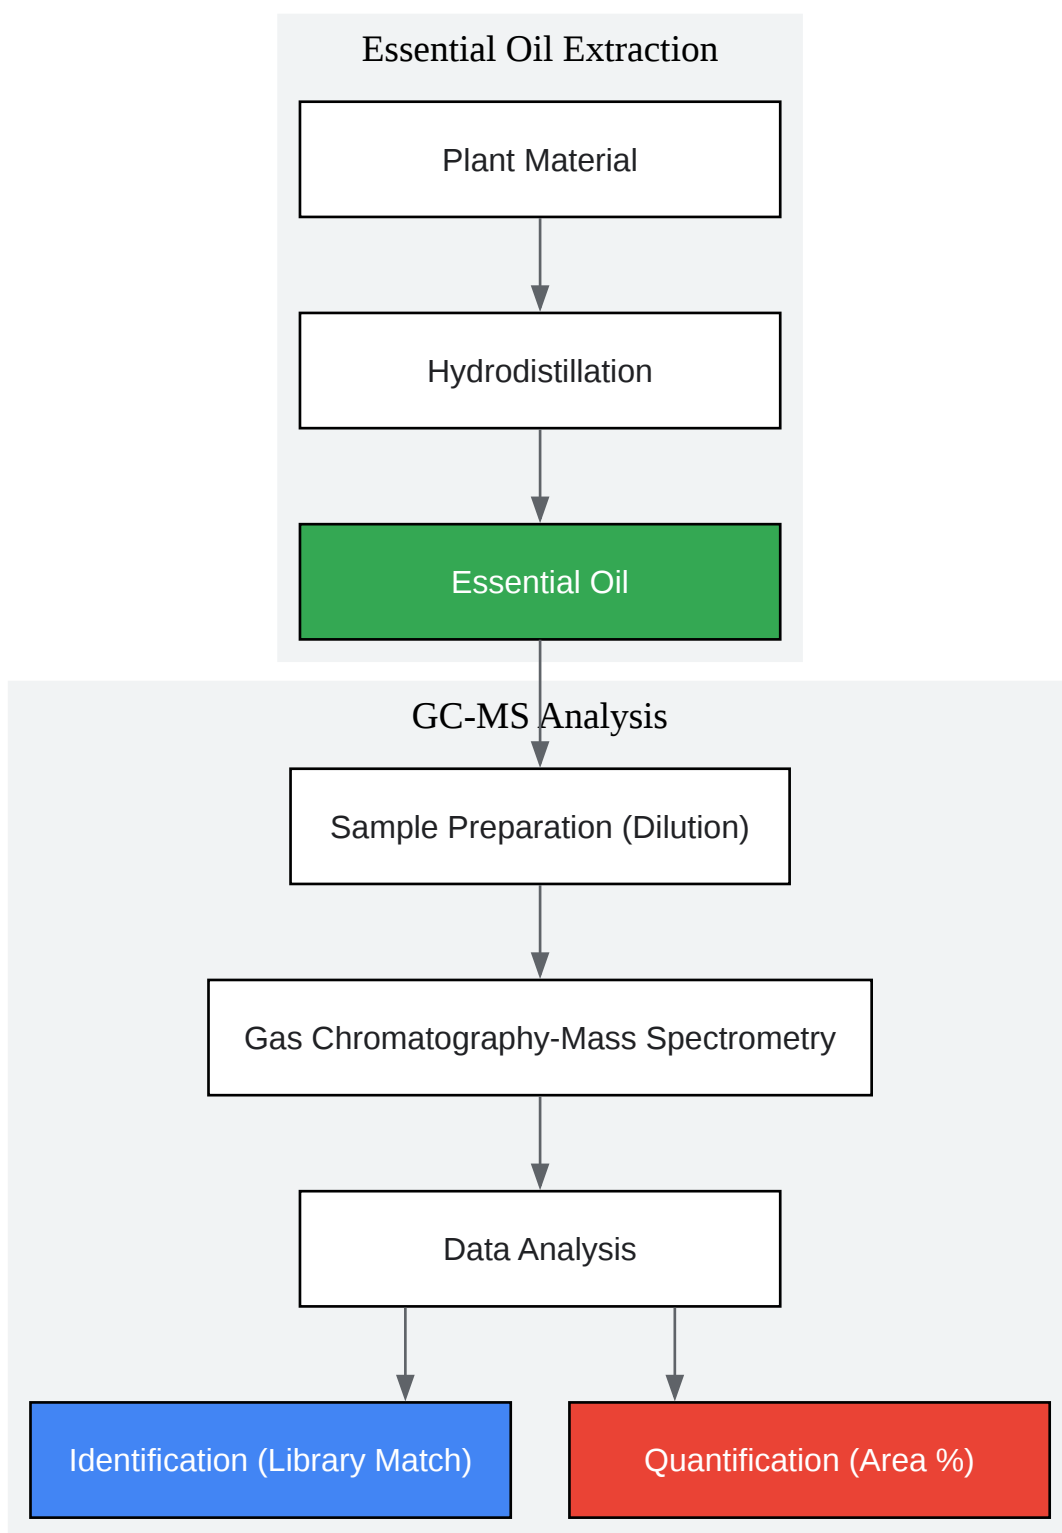 Essential Oil Extraction
Plant Material
Hydrodistillation
Essential Oil
GC-MS Analysis
Sample Preparation (Dilution)
Gas Chromatography-Mass Spectrometry
Data Analysis
Identification (Library Match)
Quantification (Area %)